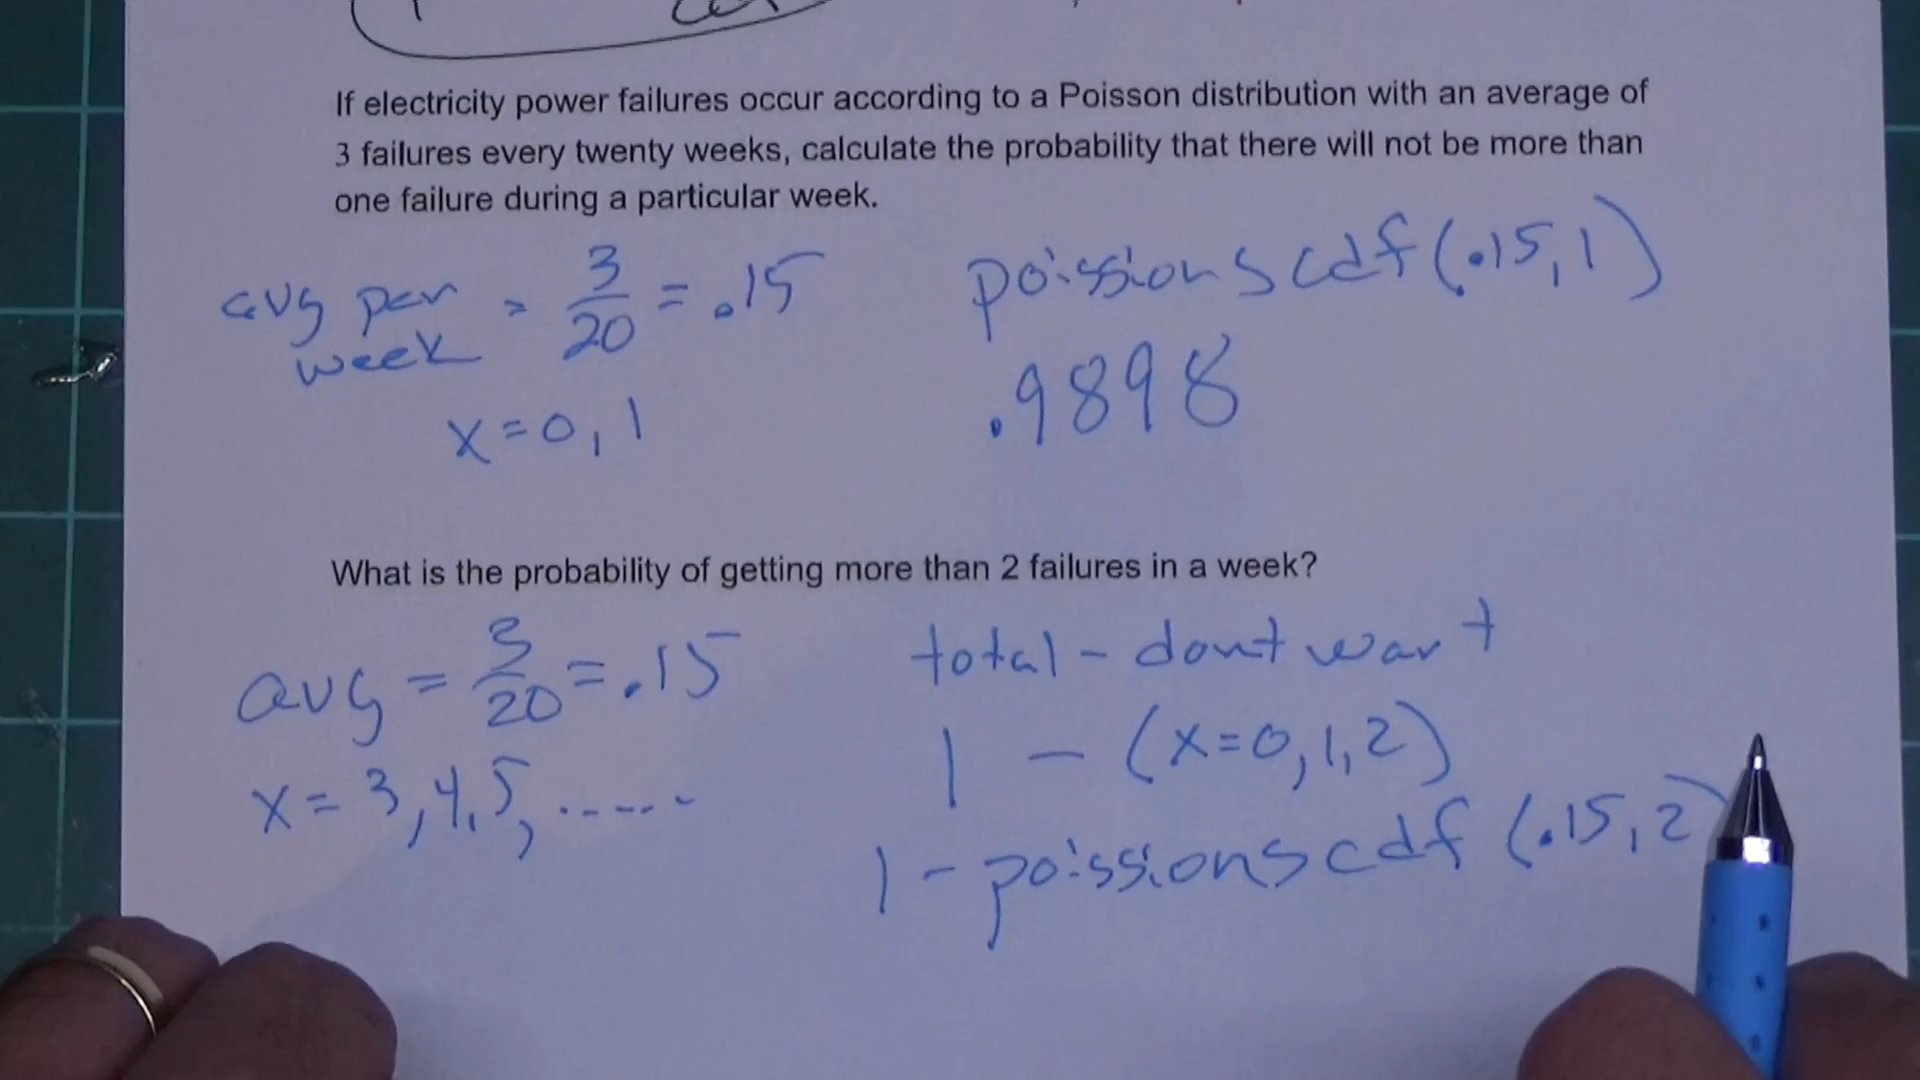 If electricity power failures occur according to a Poisson distribution with an average of
3 failures every twenty weeks, calculate the probability that there will not be more than
one failure during a particular week.
avg per week = 3/20 = .15
x=0,1
poissionscdf(.15,1)
.9898
What is the probability of getting more than 2 failures in a week?
avg = 3/20 = .15
x = 3,4,5, .....
total - dont want
1 - (x=0,1,2)
1 - poissionscdf (.15,2)